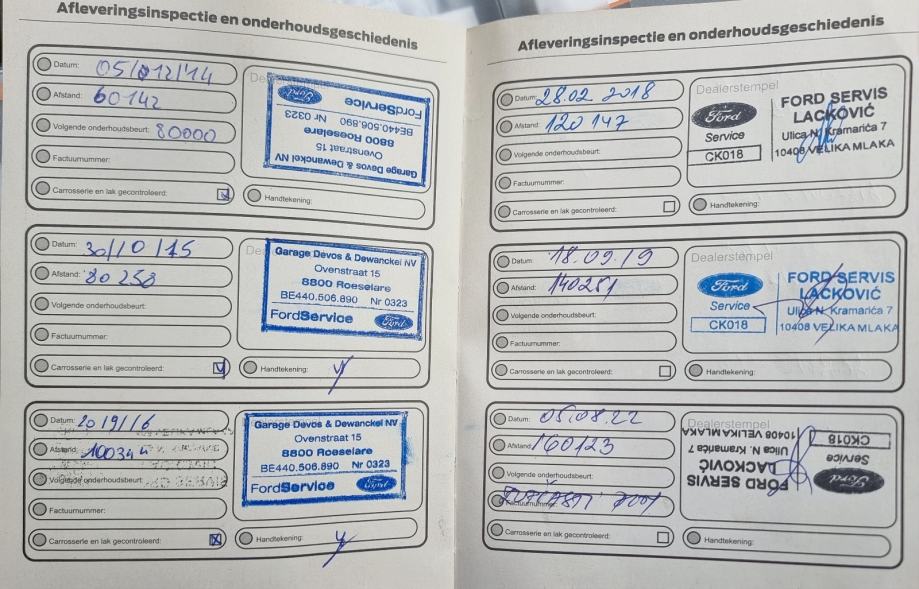 Afleveringsinspectie en onderhoudsgeschiedenis
Datum: 05/012/14
Afstand: 60142
Volgende onderhoudsbeurt: 80000
Factuurnummer:
Carrosserie en lak gecontroleerd:
Handtekening:
Garage Devos & Dewanckel NV
Ovenstraat 15
8800 Roeselare
BE440.506.890 Nr 0323
FordService
Ford
Datum: 30/10/15
Afstand: 80258
Volgende onderhoudsbeurt:
Factuurnummer:
Carrosserie en lak gecontroleerd:
Handtekening:
Garage Devos & Dewanckel NV
Ovenstraat 15
8800 Roeselare
BE440.506.890 Nr 0323
FordService
Ford
Datum: 2019/16
Afstand: 100344
Volgende onderhoudsbeurt:
Factuurnummer:
Carrosserie en lak gecontroleerd:
Handtekening:
Garage Devos & Dewanckel NV
Ovenstraat 15
8800 Roeselare
BE440.506.890 Nr 0323
FordService
Ford
Afleveringsinspectie en onderhoudsgeschiedenis
Datum: 28.02 2018
Afstand: 120 147
Volgende onderhoudsbeurt:
Factuurnummer:
Carrosserie en lak gecontroleerd:
Dealerstempel
Ford
Service
CK018
FORD SERVIS
LACKOVIĆ
Ulica N. Kramarića 7
10408 VELIKA MLAKA
Handtekening:
Datum: 18.09.19
Afstand: 140251
Volgende onderhoudsbeurt:
Factuurnummer:
Carrosserie en lak gecontroleerd:
Dealerstempel
Ford
Service
CK018
FORD SERVIS
LACKOVIĆ
Ulica N. Kramarića 7
10408 VELIKA MLAKA
Handtekening:
Datum: 05.08.22
Afstand: 160123
Volgende onderhoudsbeurt:
Factuurnummer:
Carrosserie en lak gecontroleerd:
Dealerstempel
FORD SERVIS
LACKOVIĆ
Ulica N. Kramarića 7
10408 VELIKA MLAKA
Ford
Service
CK018
Handtekening: